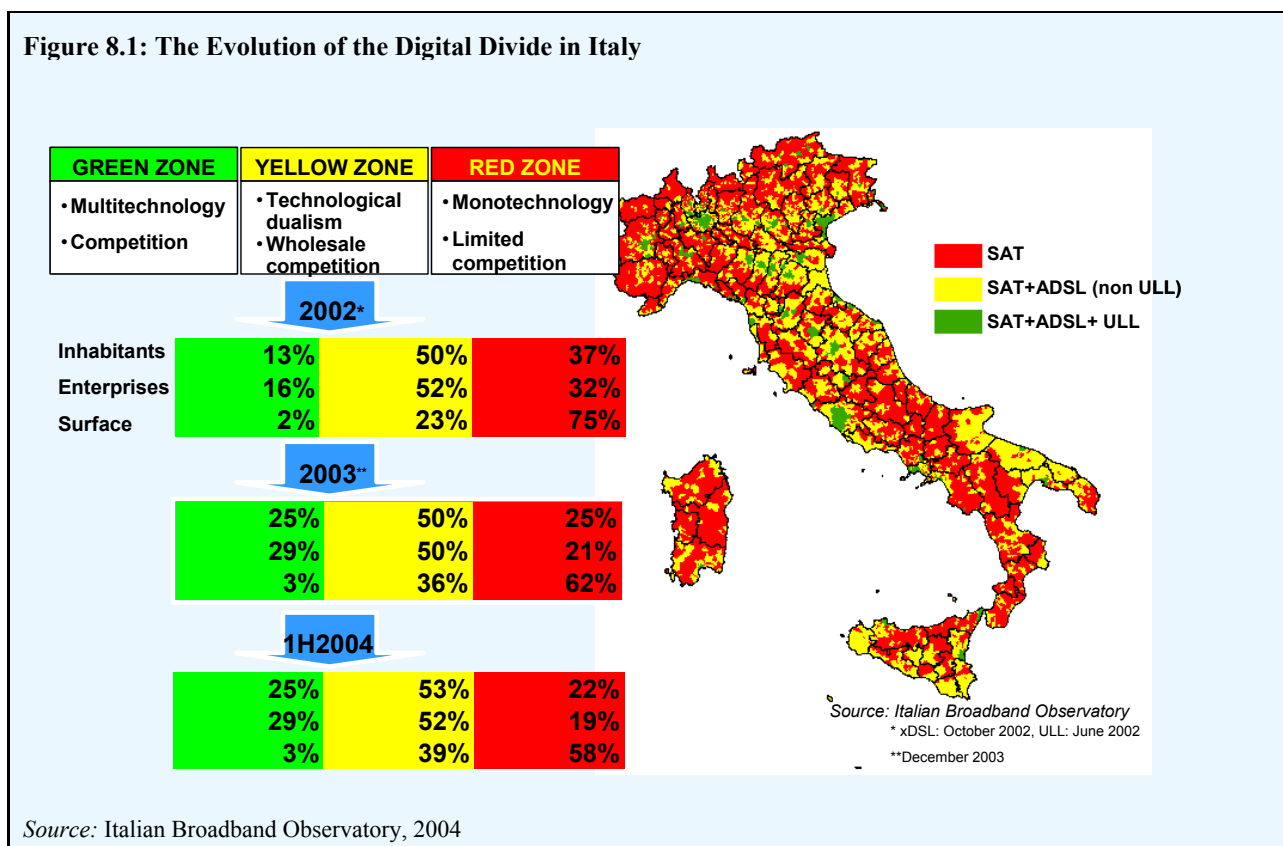 Figure 8.1: The Evolution of the Digital Divide in Italy
GREEN ZONE YELLOW ZONE RED ZONE
• Multitechnology
• Competition
• Technological
dualism
• Wholesale
competition
• Monotechnology
• Limited
competition
2002*
Inhabitants 13% 50% 37%
Enterprises 16% 52% 32%
Surface 2% 23% 75%
2003**
25% 50% 25%
29% 50% 21%
3% 36% 62%
1H2004
25% 53% 22%
29% 52% 19%
3% 39% 58%
SAT
SAT+ADSL (non ULL)
SAT+ADSL+ ULL
Source: Italian Broadband Observatory
* xDSL: October 2002, ULL: June 2002
**December 2003
Source: Italian Broadband Observatory, 2004